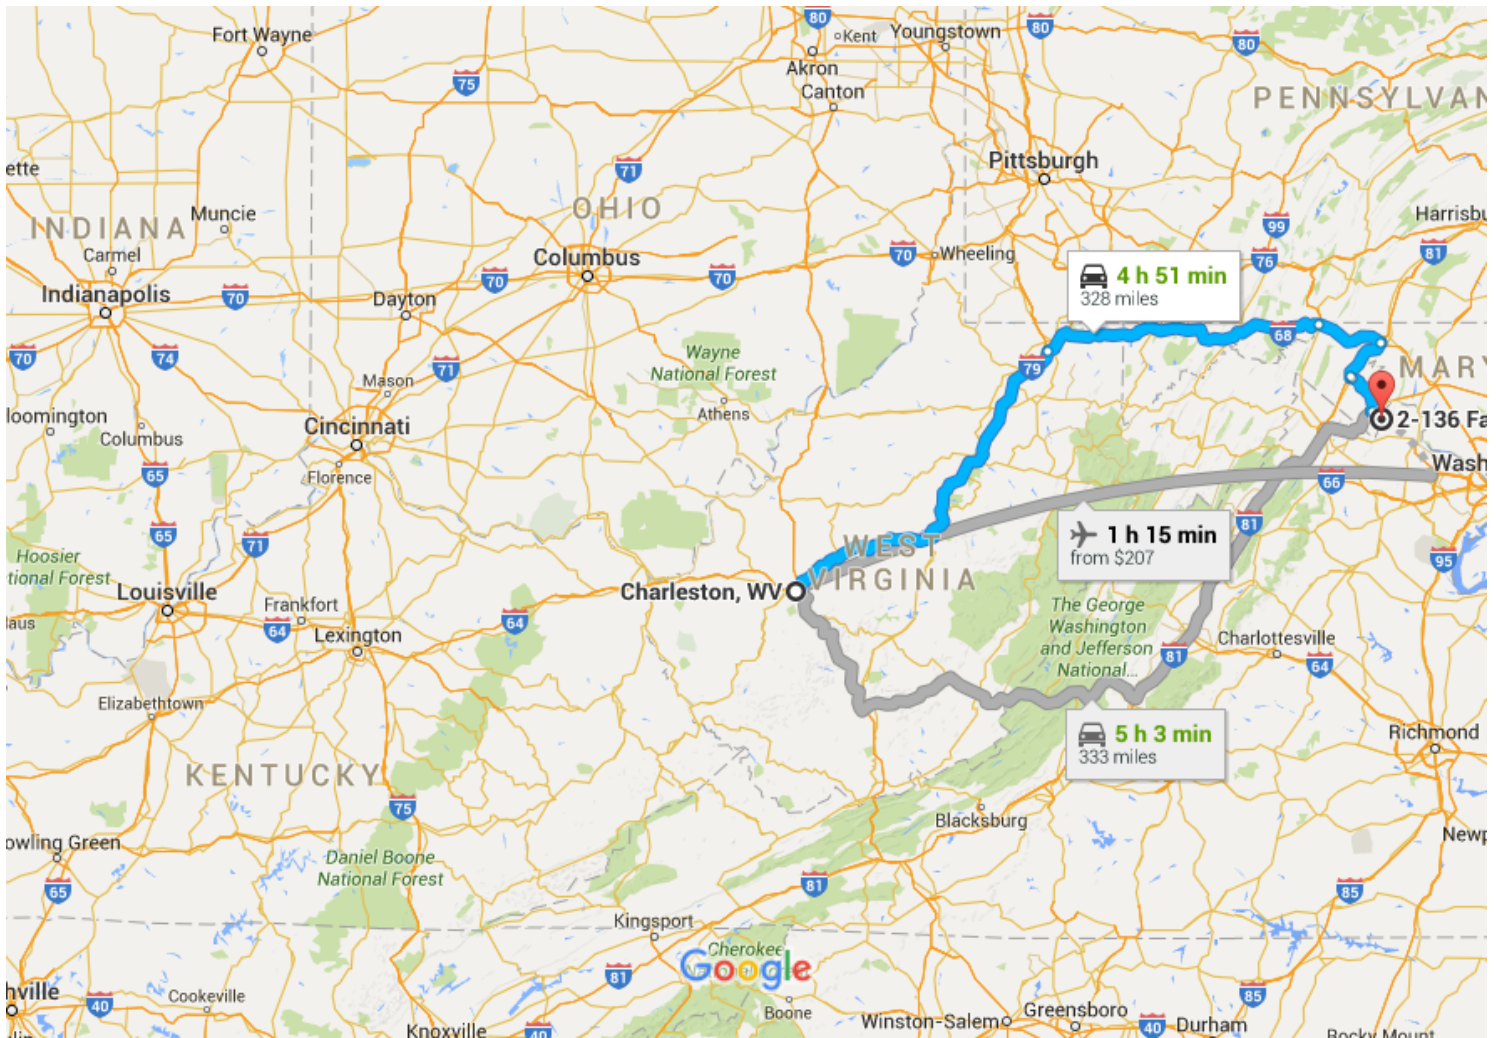 80
Kent
Youngstown
80
80
Fort Wayne
Akron
75
Canton
PENNSYLVAN
Pittsburgh
ette
71
OHIO
Muncie
INDIANA
99
Harrisbu
Carmel
Columbus
70
Wheeling
76
81
Indianapolis
70
Dayton
70
70
4 h 51 min
328 miles
68
70
74
71
Wayne
National Forest
79
MARY
Mason
Athens
loomington
Columbus
Cincinnati
2-136 Fa
Florence
65
Wash
66
65
71
81
1 h 15 min
from $207
WEST
VIRGINIA
95
Hoosier
tional Forest
Louisville
Charleston, WV
Frankfort
The George
Washington
and Jefferson
National...
laus
64
Lexington
64
Charlottesville
81
64
Elizabethtown
5 h 3 min
333 miles
Richmond
KENTUCKY
75
Blacksburg
Newp
owling Green
Daniel Boone
National Forest
65
81
85
Kingsport
Cherokee
Google
81
hville
40
Cookeville
Boone
85
Winston-Salem
Greensboro
Knoxville
40
40
Durham
Rocky Mount